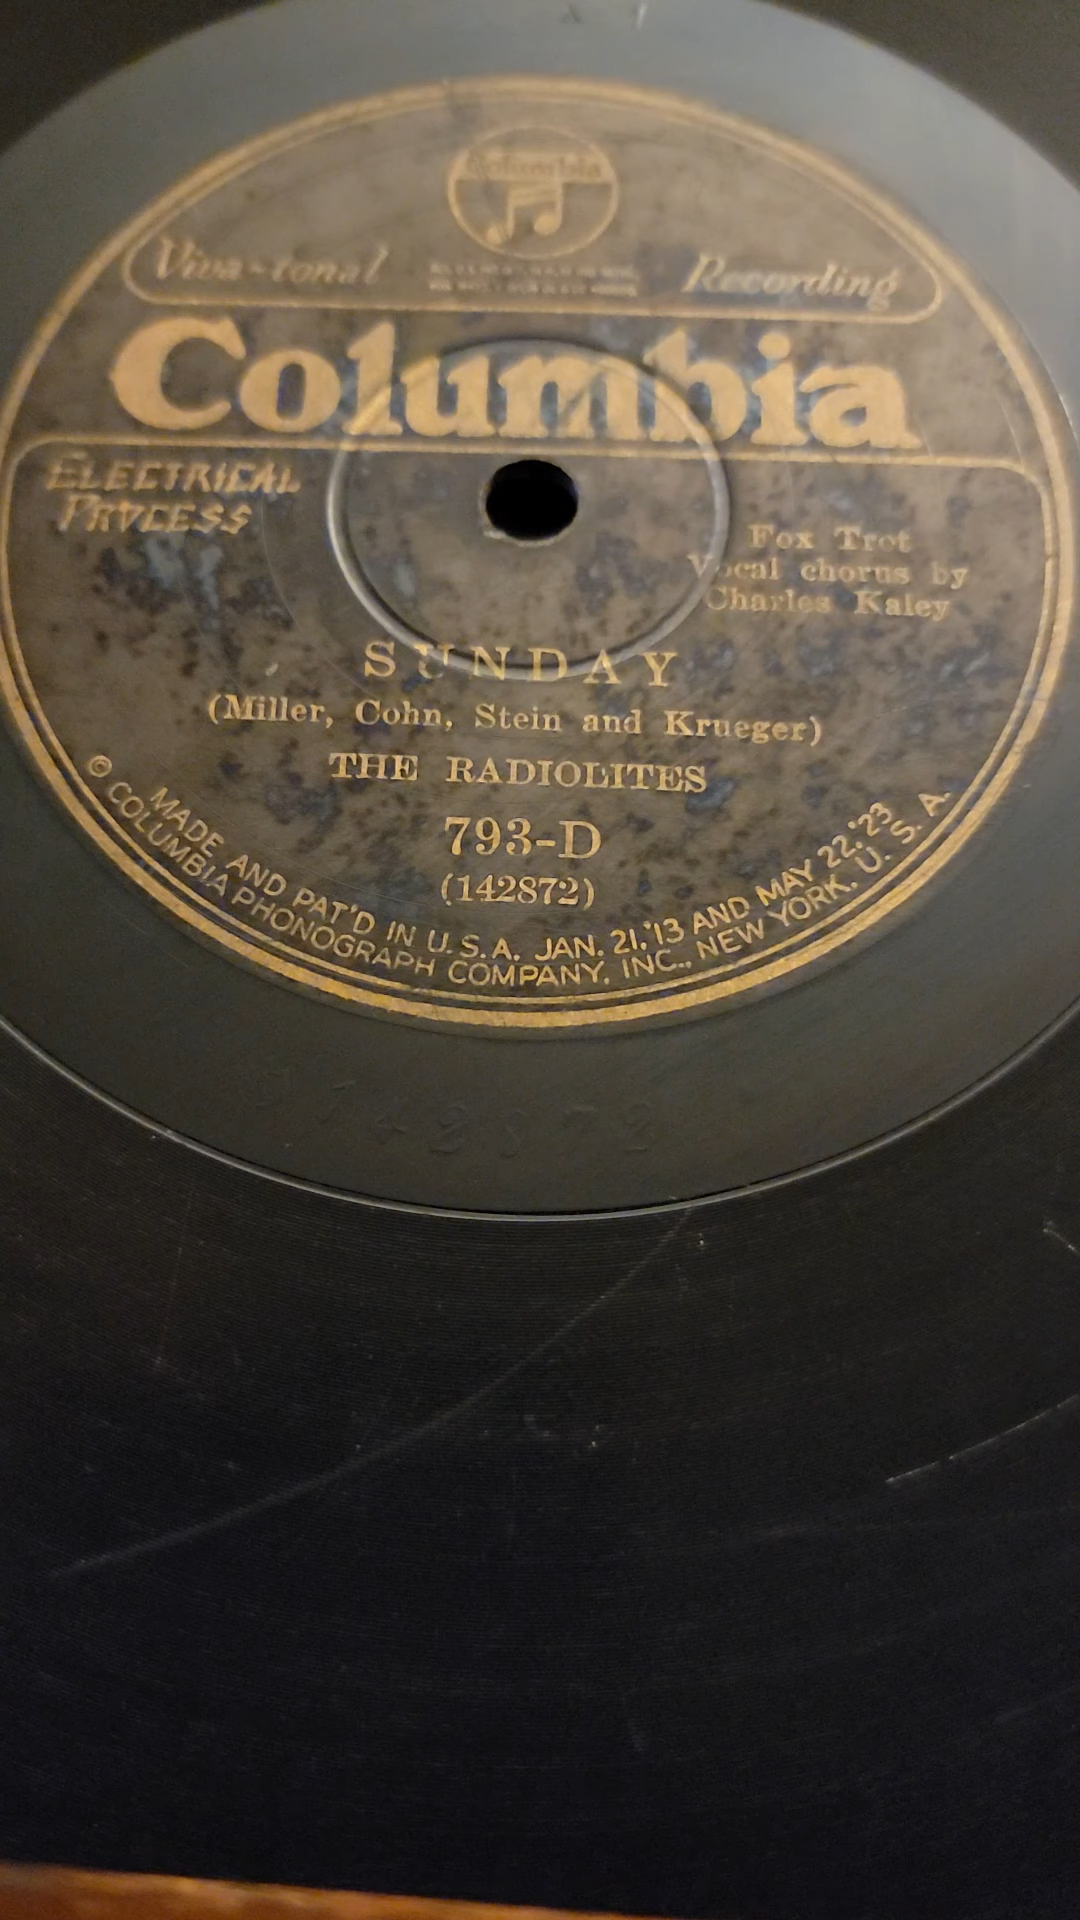 Columbia
Viva-tonal Recording
Columbia
ELECTRICAL
PROCESS
Fox Trot
Vocal chorus by
Charles Kaley
SUNDAY
(Miller, Cohn, Stein and Krueger)
THE RADIOLITES
793-D
(142872)
MADE AND PAT'D IN U.S.A. JAN. 21,'13 AND MAY 22,'23
© COLUMBIA PHONOGRAPH COMPANY, INC., NEW YORK, U. S. A.
142872